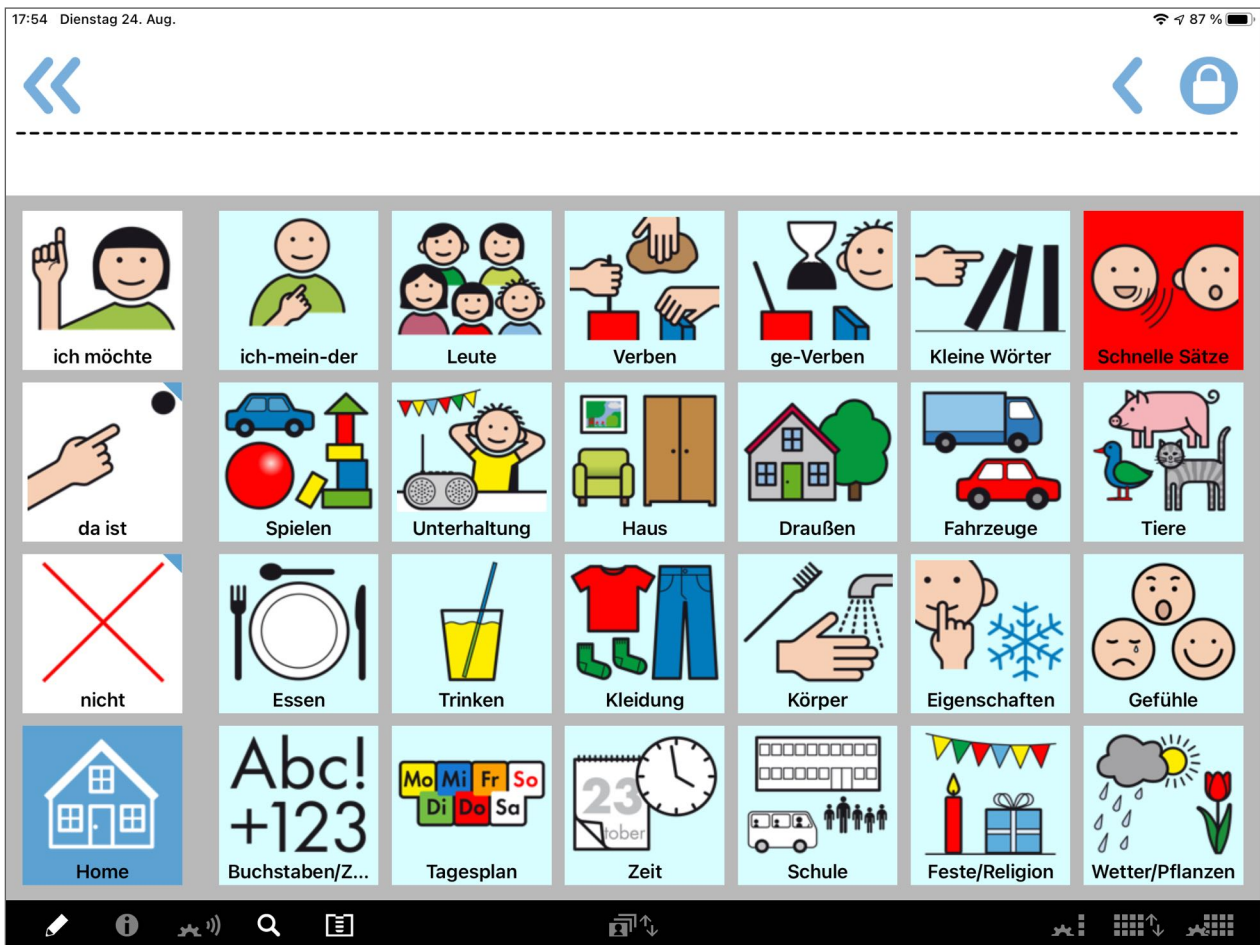 17:54 Dienstag 24. Aug. 87 %
ich möchte ich-mein-der Leute Verben ge-Verben Kleine Wörter Schnelle Sätze
da ist Spielen Unterhaltung Haus Draußen Fahrzeuge Tiere
nicht Essen Trinken Kleidung Körper Eigenschaften Gefühle
Abc!
+123
Mo Mi Fr So
Di Do Sa
23
tober
Home Buchstaben/Z... Tagesplan Zeit Schule Feste/Religion Wetter/Pflanzen